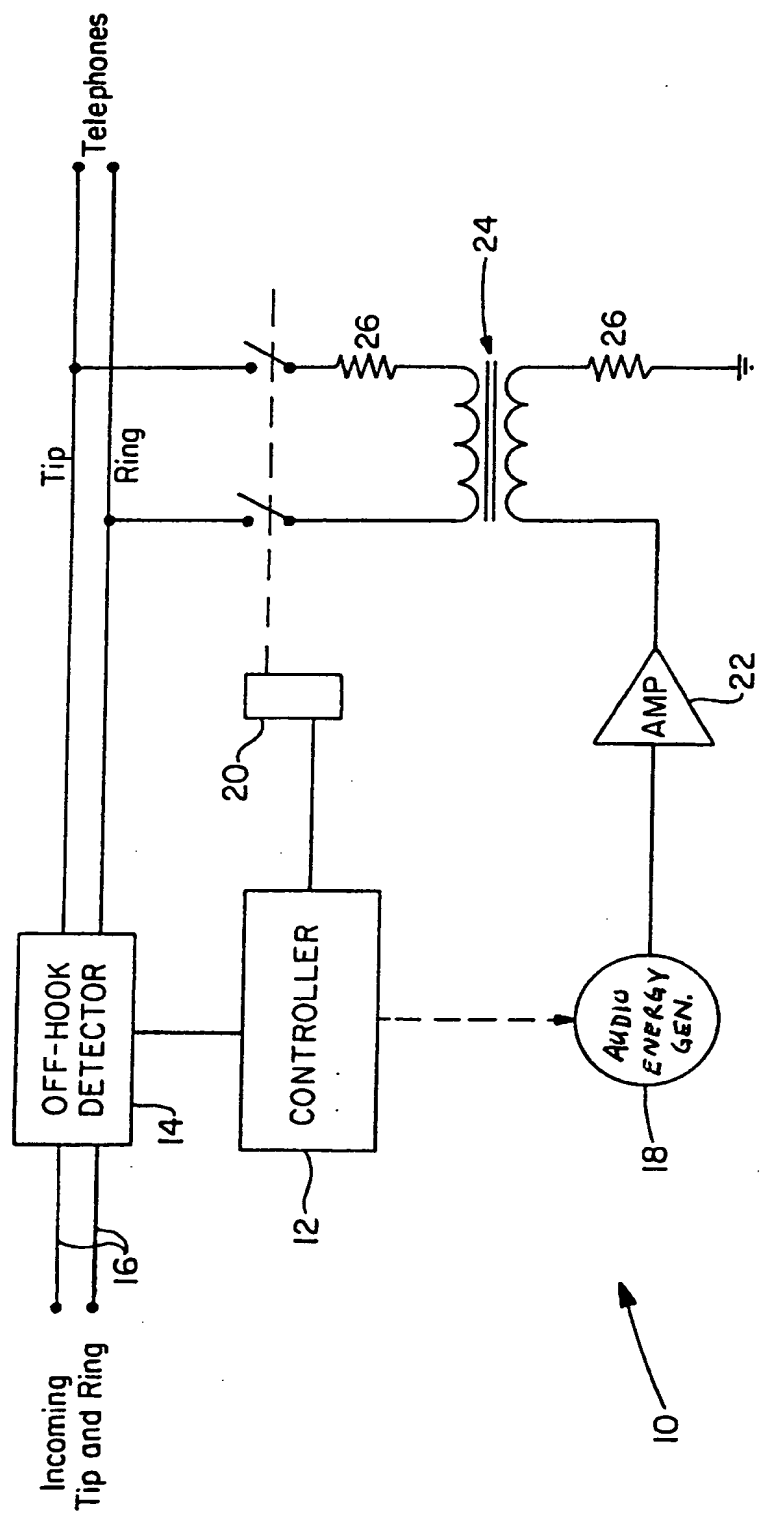 Incoming
Tip and Ring
16
OFF-HOOK
DETECTOR
14
Tip
Ring
Telephones
12
CONTROLLER
20
26
24
26
18
AUDIO
ENERGY
GEN.
AMP
22
10